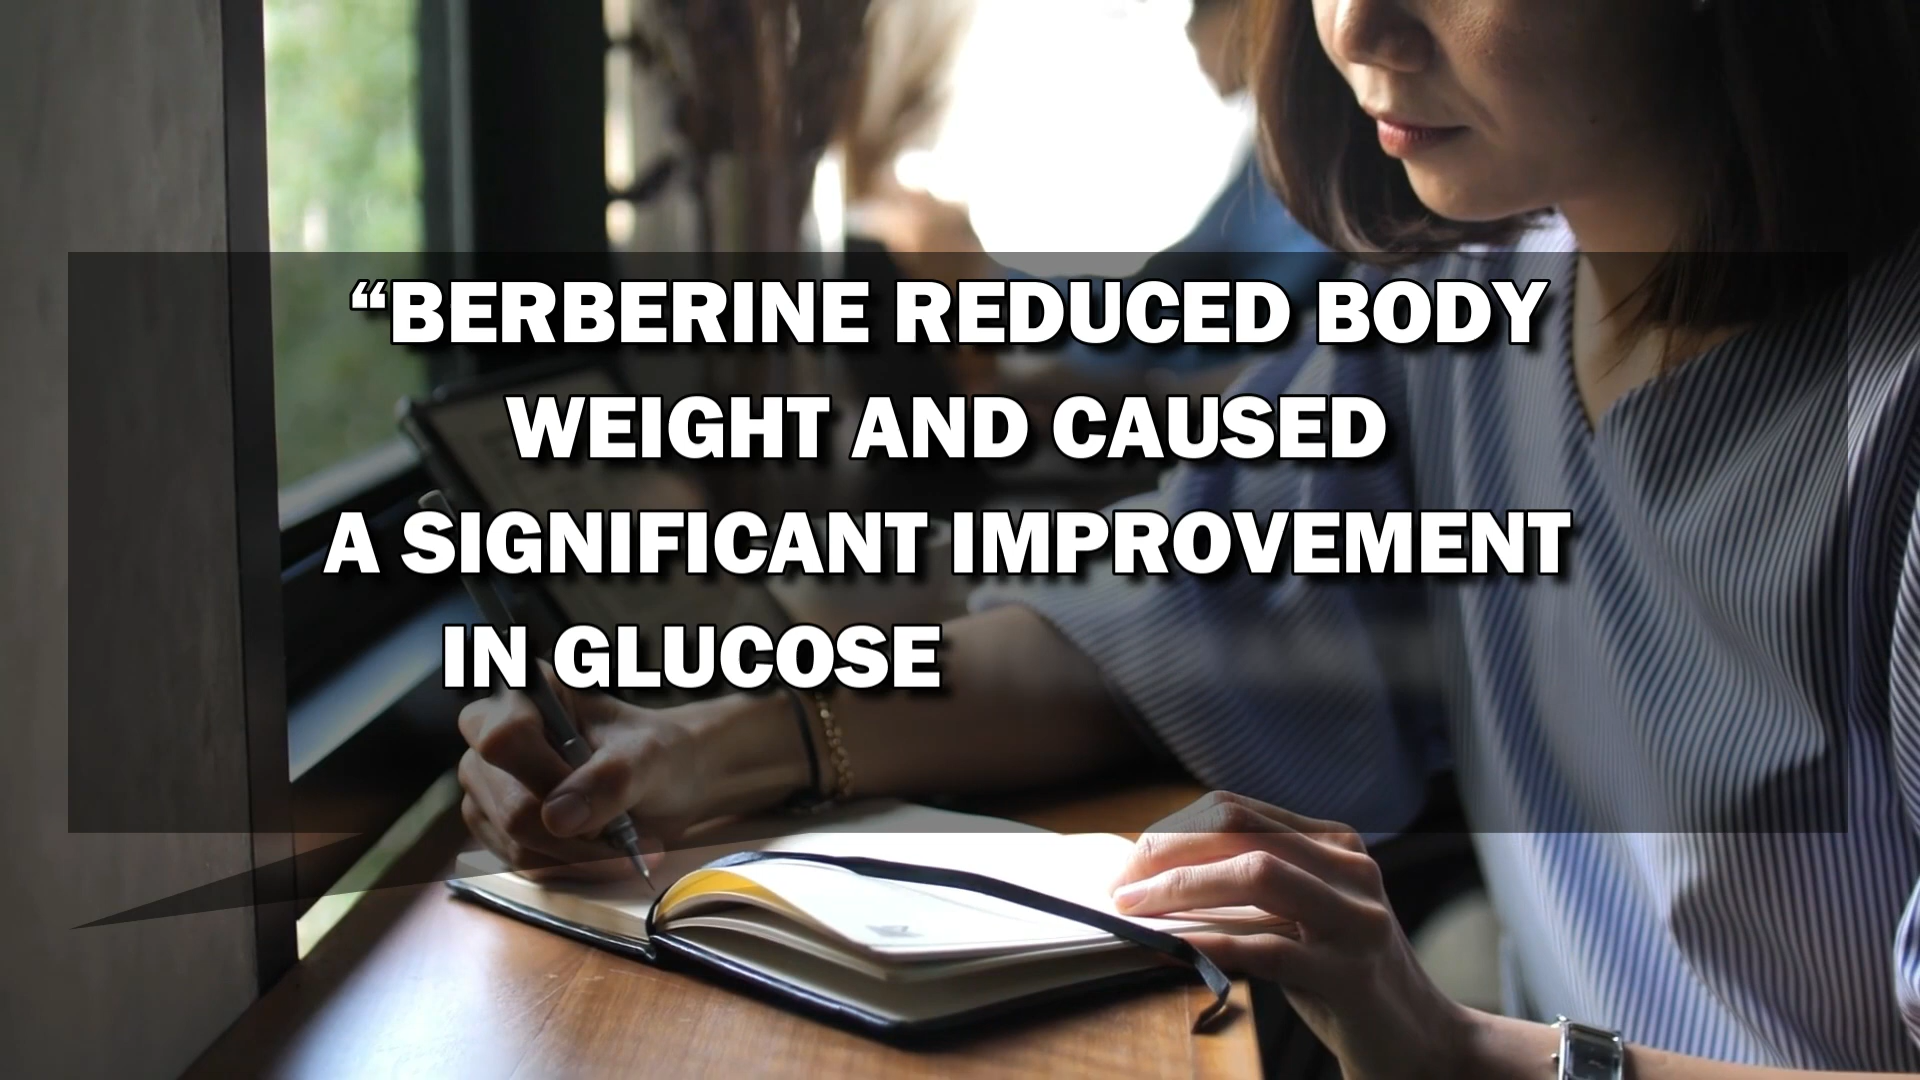 “BERBERINE REDUCED BODY
WEIGHT AND CAUSED
A SIGNIFICANT IMPROVEMENT
IN GLUCOSE